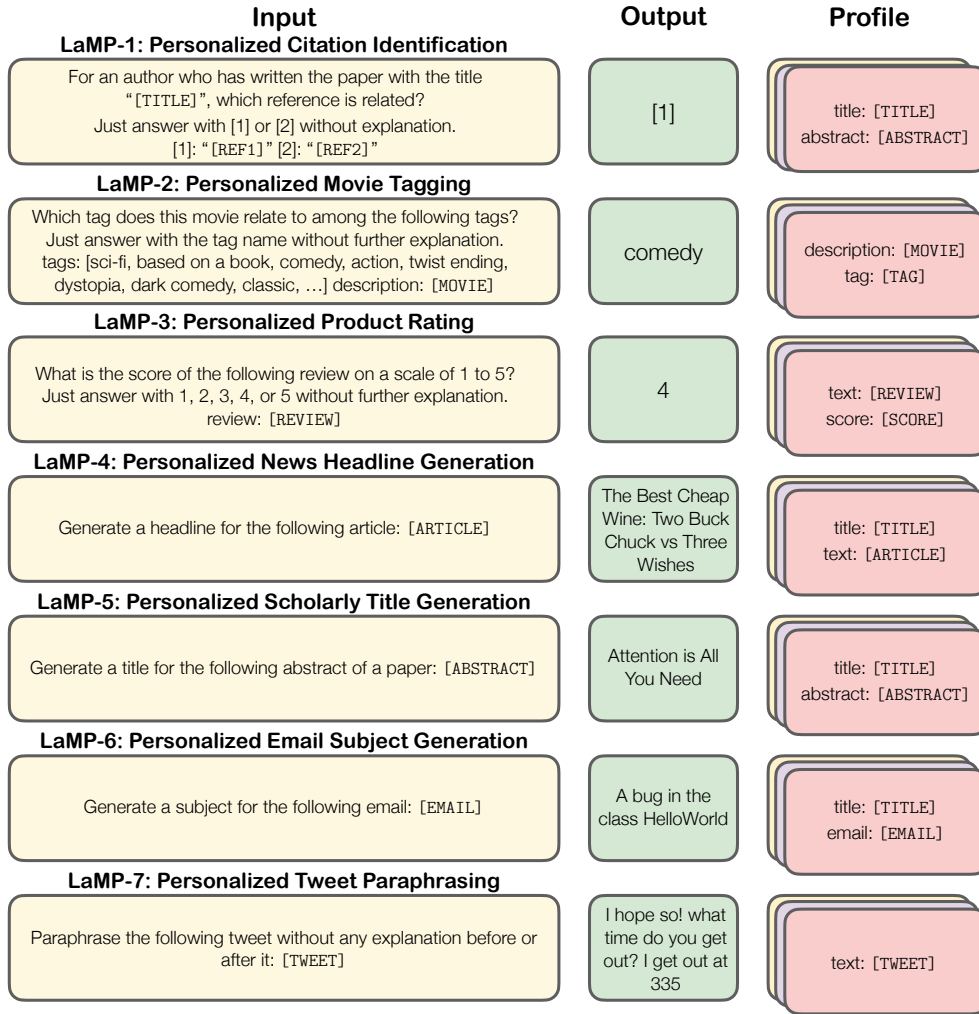 Input Output Profile
LaMP-1: Personalized Citation Identification
For an author who has written the paper with the title
“[TITLE]”, which reference is related?
Just answer with [1] or [2] without explanation.
[1]: “[REF1]” [2]: “[REF2]”
[1]
title: [TITLE]
abstract: [ABSTRACT]
LaMP-2: Personalized Movie Tagging
Which tag does this movie relate to among the following tags?
Just answer with the tag name without further explanation.
tags: [sci-fi, based on a book, comedy, action, twist ending,
dystopia, dark comedy, classic, …] description: [MOVIE]
comedy
description: [MOVIE]
tag: [TAG]
LaMP-3: Personalized Product Rating
What is the score of the following review on a scale of 1 to 5?
Just answer with 1, 2, 3, 4, or 5 without further explanation.
review: [REVIEW]
4
text: [REVIEW]
score: [SCORE]
LaMP-4: Personalized News Headline Generation
Generate a headline for the following article: [ARTICLE]
The Best Cheap
Wine: Two Buck
Chuck vs Three
Wishes
title: [TITLE]
text: [ARTICLE]
LaMP-5: Personalized Scholarly Title Generation
Generate a title for the following abstract of a paper: [ABSTRACT]
Attention is All
You Need
title: [TITLE]
abstract: [ABSTRACT]
LaMP-6: Personalized Email Subject Generation
Generate a subject for the following email: [EMAIL]
A bug in the
class HelloWorld
title: [TITLE]
email: [EMAIL]
LaMP-7: Personalized Tweet Paraphrasing
Paraphrase the following tweet without any explanation before or
after it: [TWEET]
I hope so! what
time do you get
out? I get out at
335
text: [TWEET]